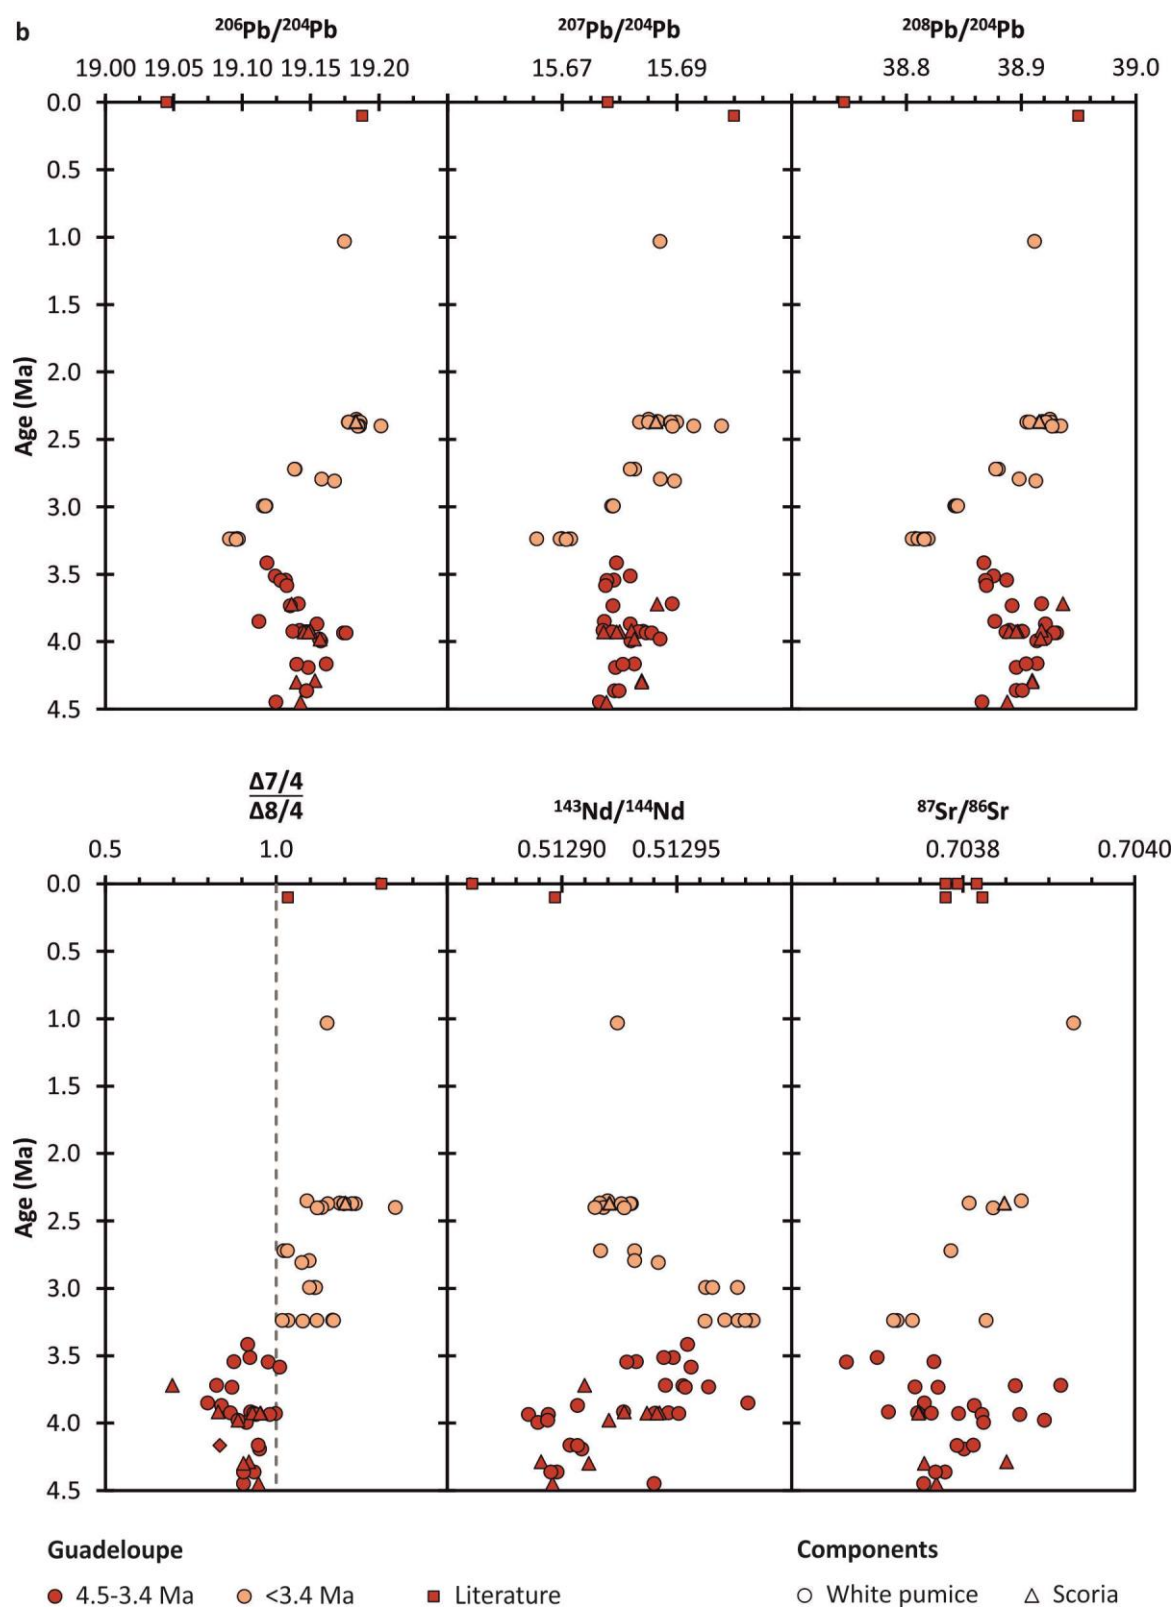 b
²⁰⁶Pb/²⁰⁴Pb ²⁰⁷Pb/²⁰⁴Pb ²⁰⁸Pb/²⁰⁴Pb
19.00 19.05 19.10 19.15 19.20 15.67 15.69 38.8 38.9 39.0
0.0
0.5
1.0
1.5
2.0
2.5
3.0
3.5
4.0
4.5
Age (Ma)
Δ7/4
Δ8/4
¹⁴³Nd/¹⁴⁴Nd ⁸⁷Sr/⁸⁶Sr
0.5 1.0 0.51290 0.51295 0.7038 0.7040
0.0
0.5
1.0
1.5
2.0
2.5
3.0
3.5
4.0
4.5
Age (Ma)
Guadeloupe Components
4.5-3.4 Ma <3.4 Ma Literature White pumice Scoria